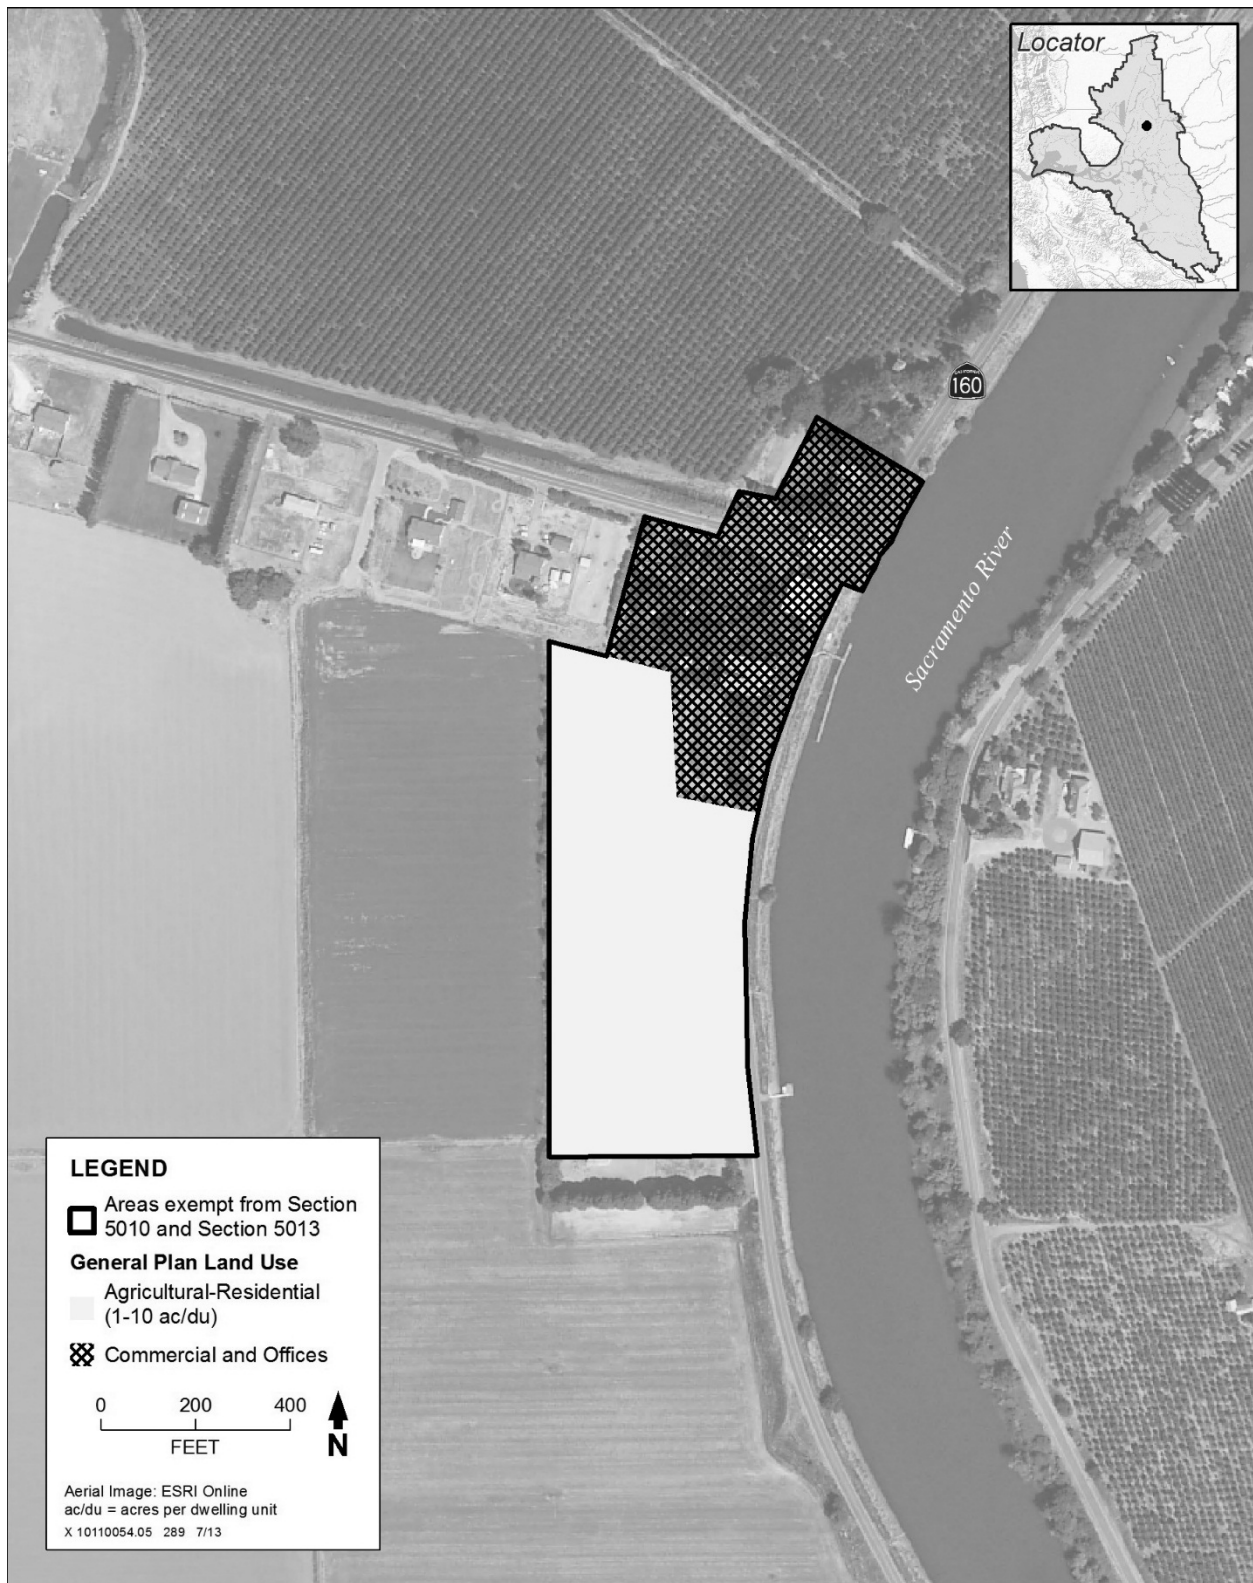 Locator
CALIFORNIA
160
Sacramento River
LEGEND
Areas exempt from Section
5010 and Section 5013
General Plan Land Use
Agricultural-Residential
(1-10 ac/du)
Commercial and Offices
0 200 400
FEET
N
Aerial Image: ESRI Online
ac/du = acres per dwelling unit
X 10110054.05 289 7/13